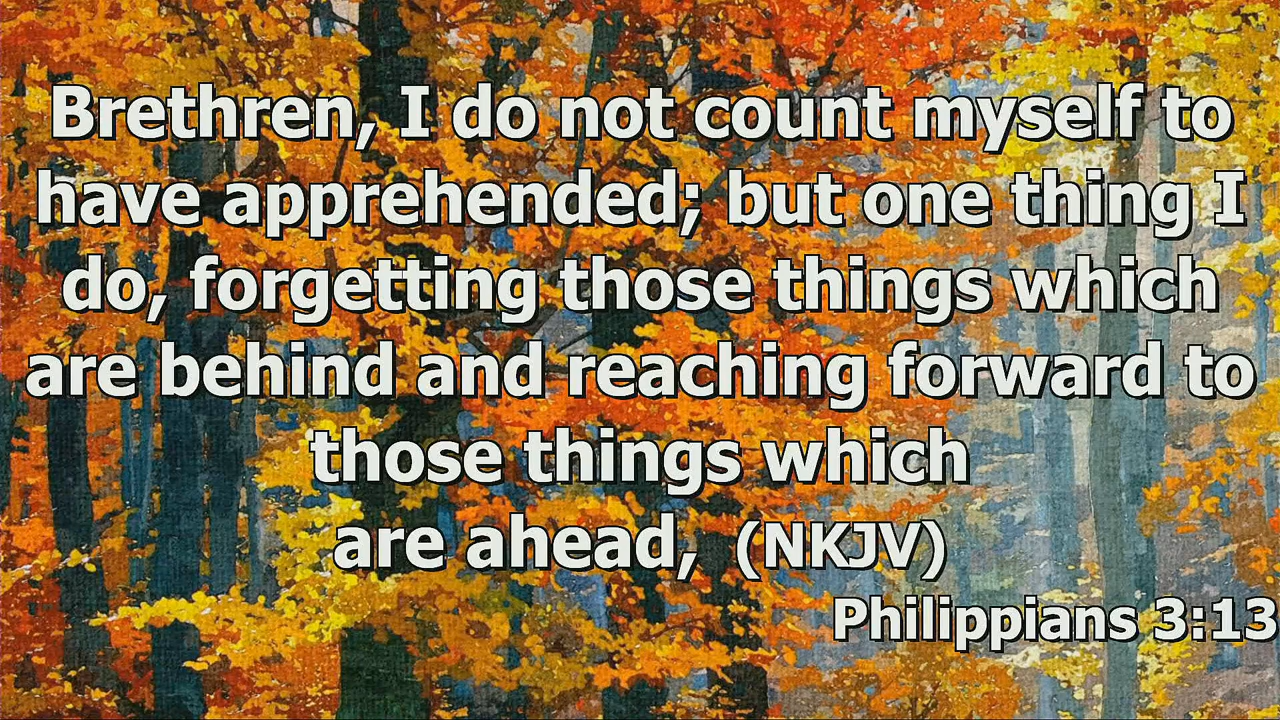 Brethren, I do not count myself to
have apprehended; but one thing I
do, forgetting those things which
are behind and reaching forward to
those things which
are ahead, (NKJV)
Philippians 3:13